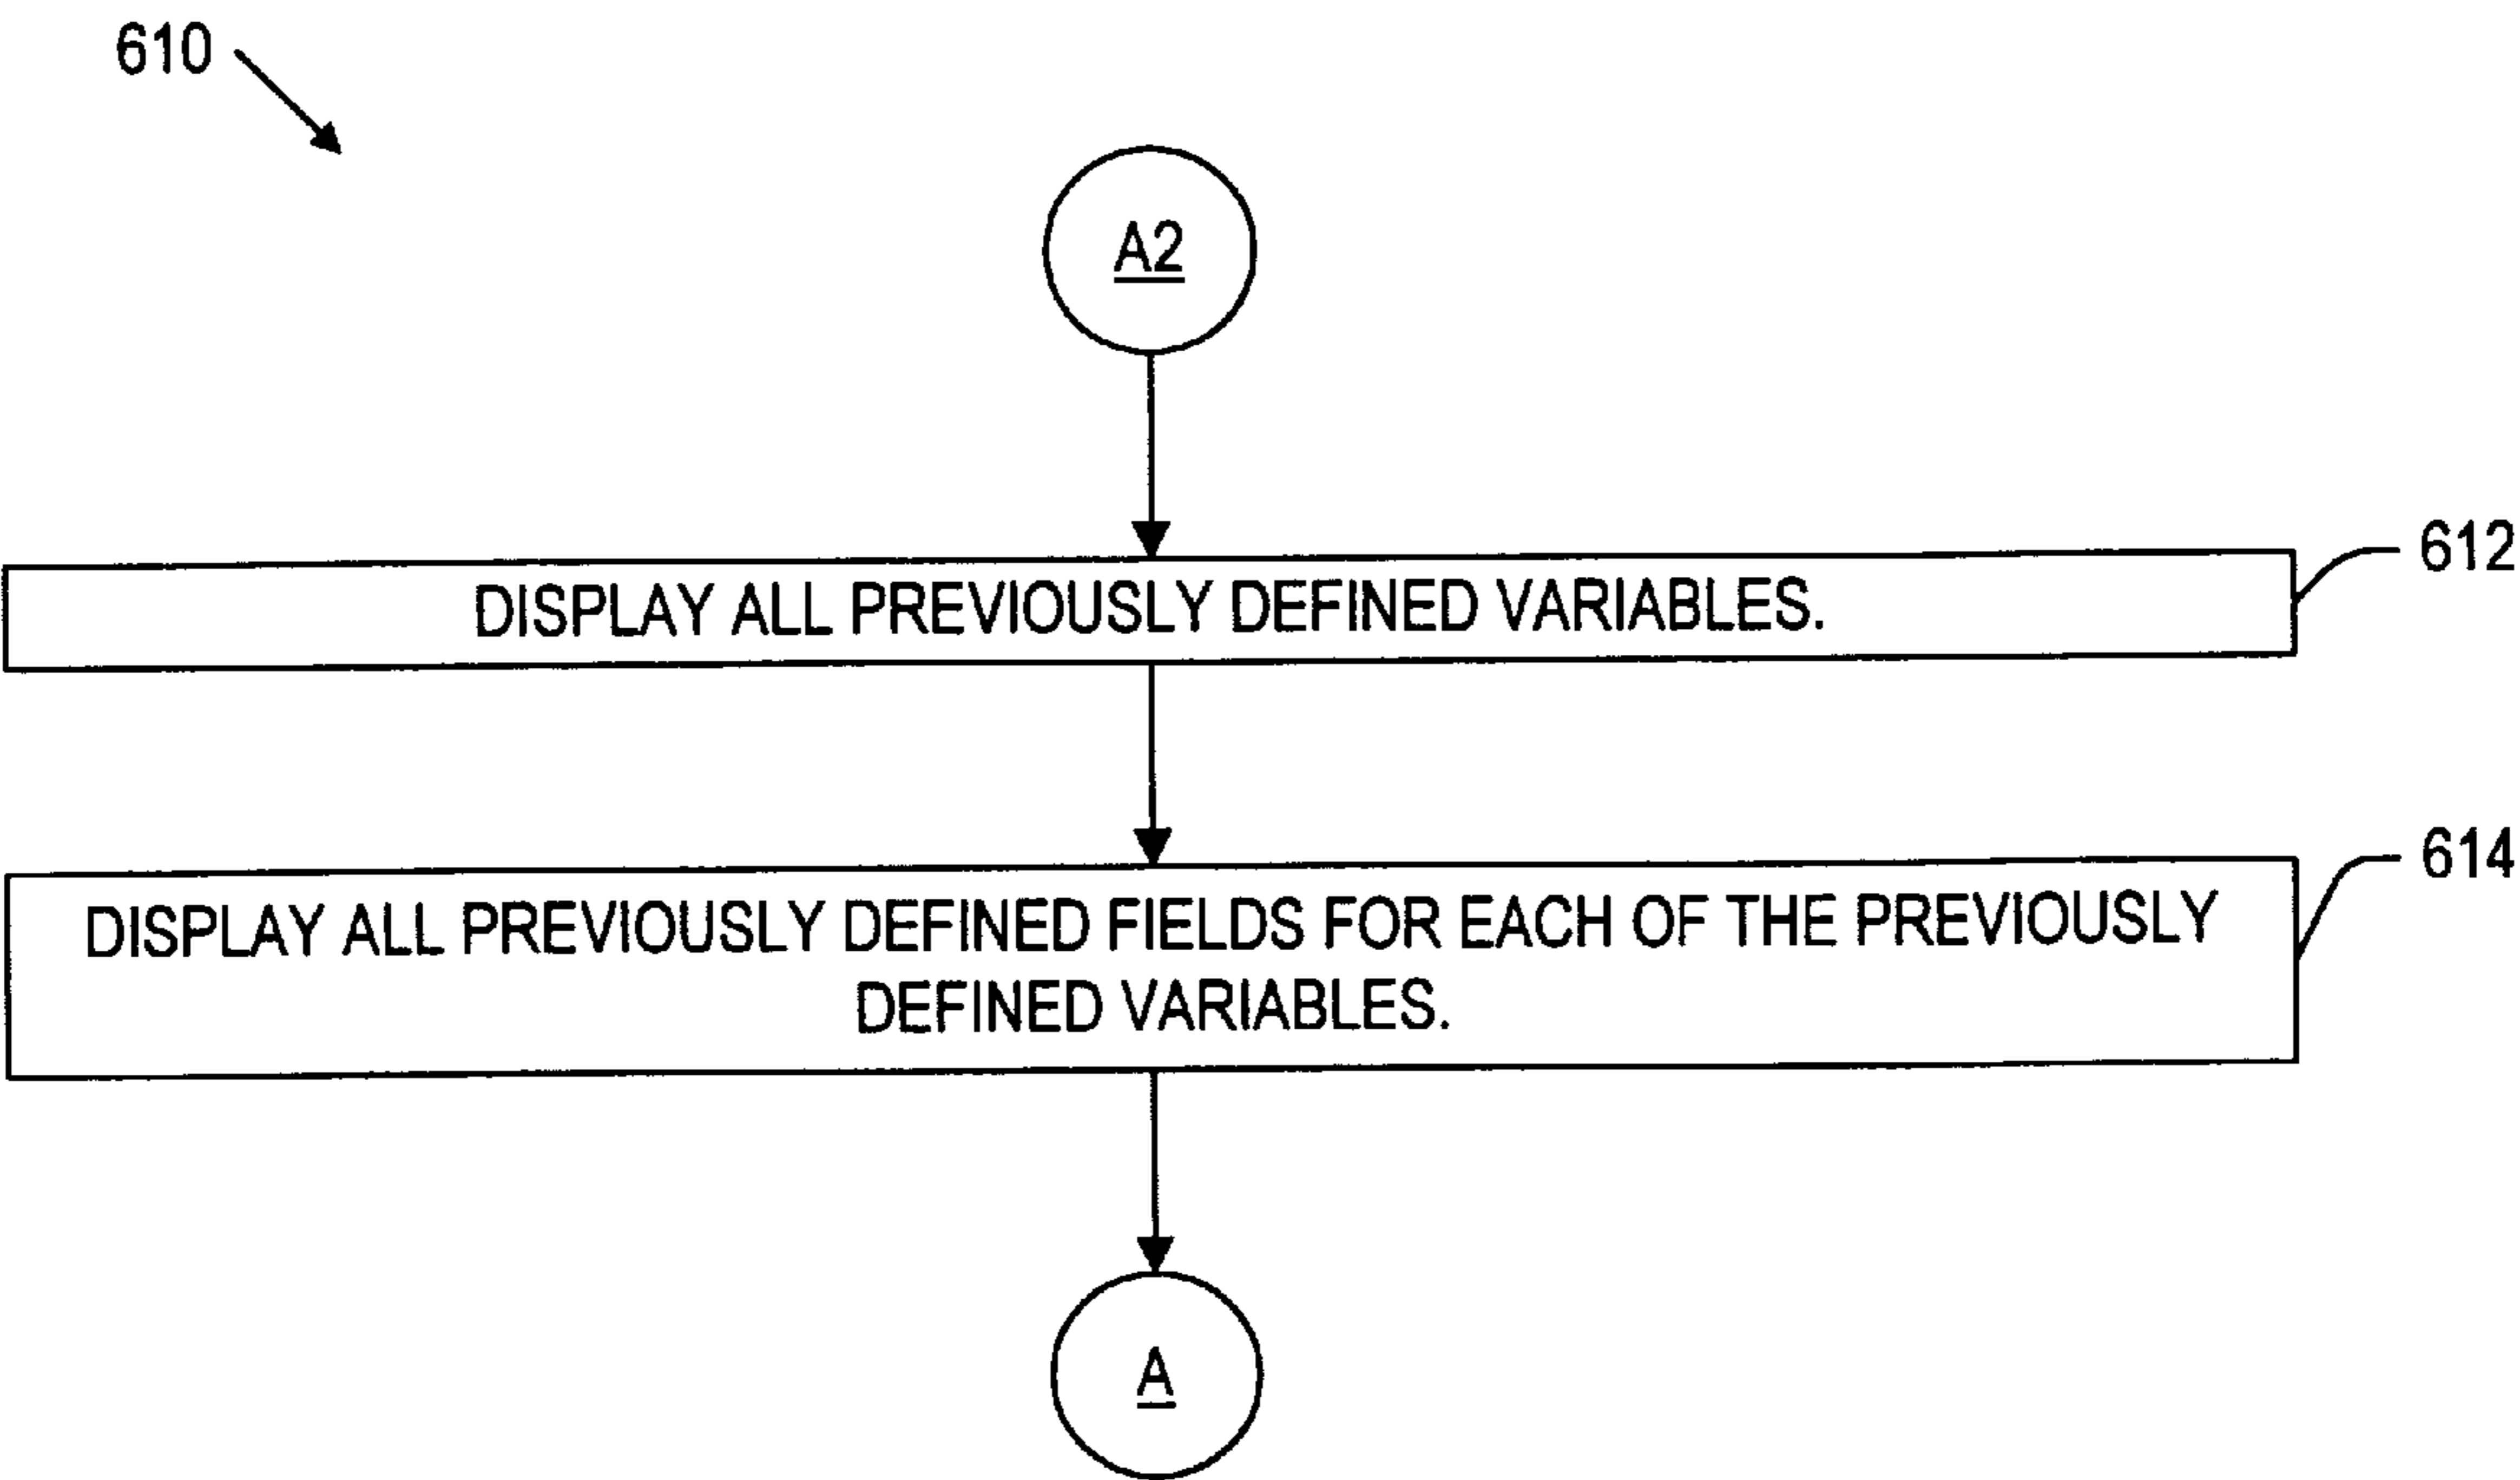 610
A2
612
DISPLAY ALL PREVIOUSLY DEFINED VARIABLES.
614
DISPLAY ALL PREVIOUSLY DEFINED FIELDS FOR EACH OF THE PREVIOUSLY
DEFINED VARIABLES.
A